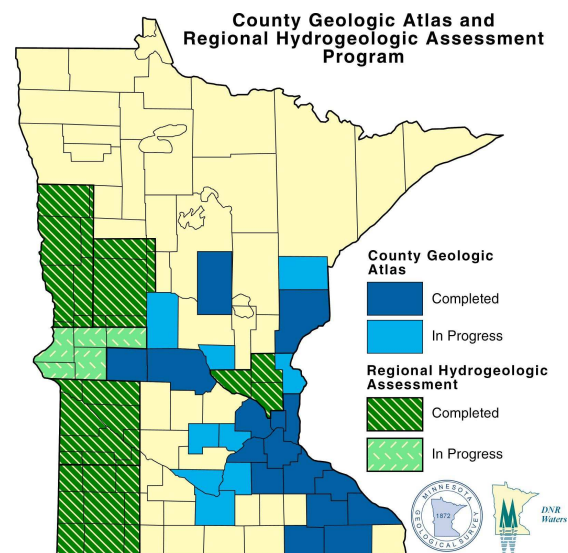 County Geologic Atlas and
Regional Hydrogeologic Assessment
Program
County Geologic
Atlas
Completed
In Progress
Regional Hydrogeologic
Assessment
Completed
In Progress
MINNESOTA
1872
GEOLOGICAL SURVEY
DNR
Waters